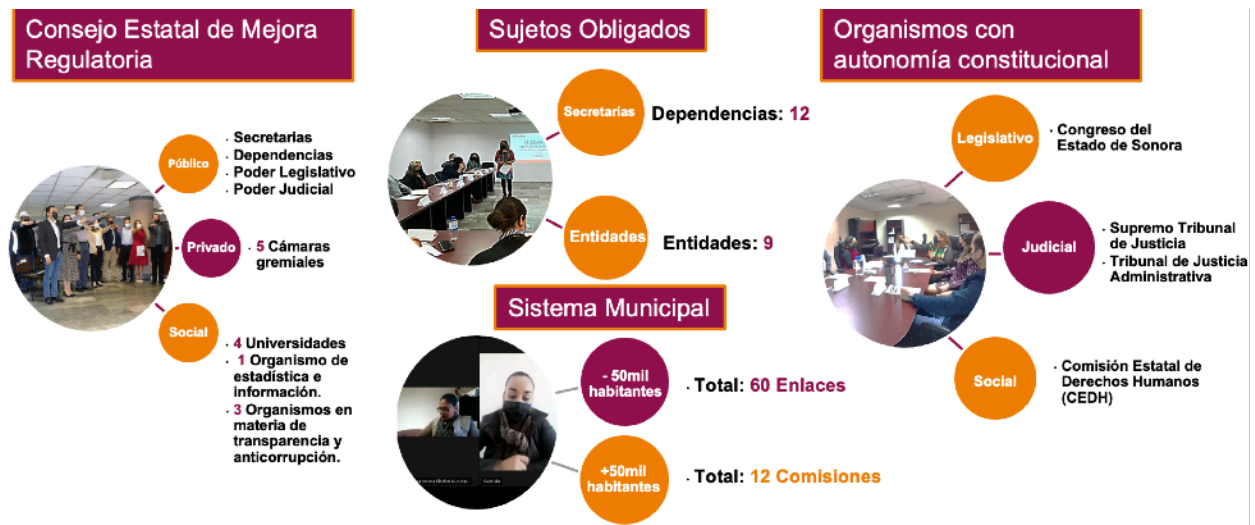 Consejo Estatal de Mejora
Regulatoria
Público
· Secretarias
· Dependencias
· Poder Legislativo
· Poder Judicial
Privado
· 5 Cámaras
gremiales
Social
· 4 Universidades
· 1 Organismo de
estadística e
información.
· 3 Organismos en
materia de
transparencia y
anticorrupción.
Sujetos Obligados
Secretarias
Dependencias: 12
Entidades
Entidades: 9
Sistema Municipal
- 50mil
habitantes
· Total: 60 Enlaces
+50mil
habitantes
· Total: 12 Comisiones
Organismos con
autonomía constitucional
Legislativo
· Congreso del
Estado de Sonora
Judicial
· Supremo Tribunal
de Justicia
· Tribunal de Justicia
Administrativa
Social
· Comisión Estatal de
Derechos Humanos
(CEDH)